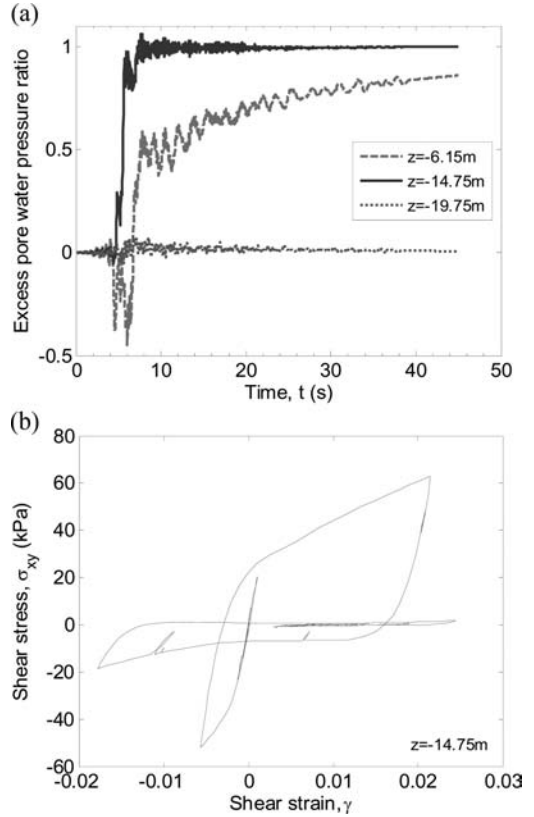 (a)
1
0.5
0
-0.5
Excess pore water pressure ratio
z=-6.15m
z=-14.75m
z=-19.75m
0 10 20 30 40 50
Time, t (s)
(b)
80
60
40
20
0
-20
-40
-60
Shear stress, σxy (kPa)
z=-14.75m
-0.02 -0.01 0 0.01 0.02 0.03
Shear strain, γ